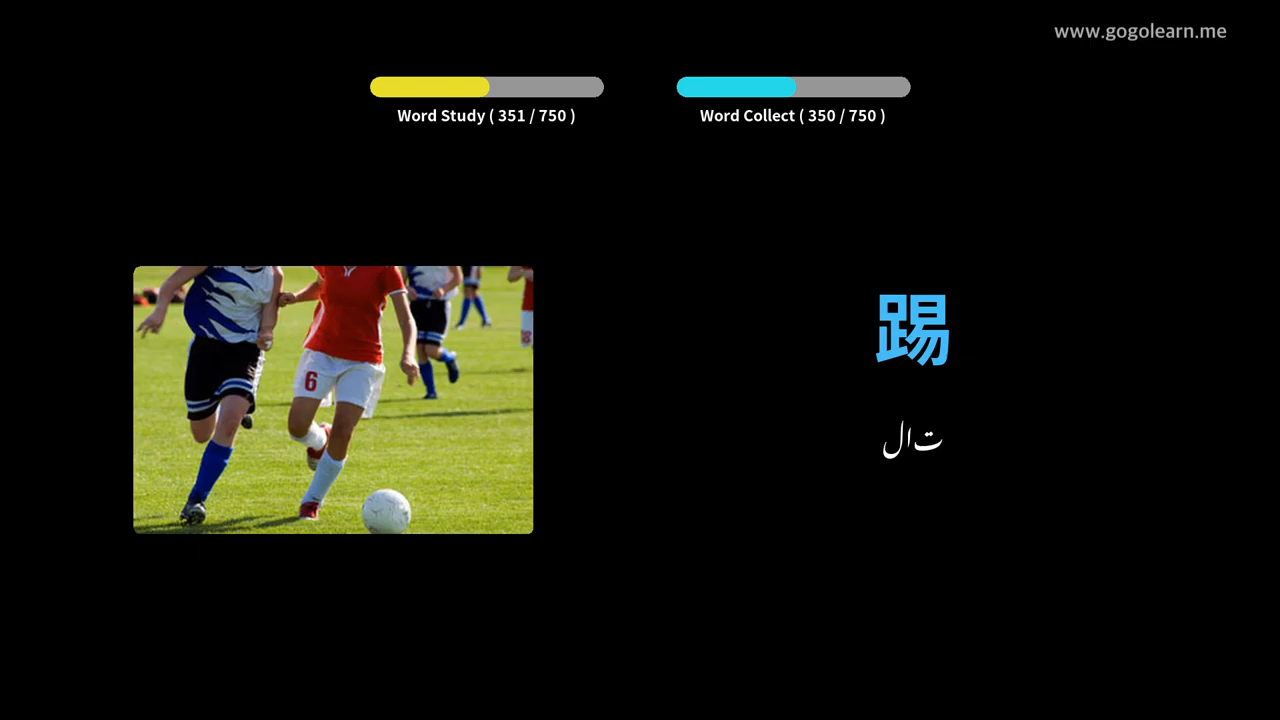 www.gogolearn.me
Word Study ( 351 / 750 )
Word Collect ( 350 / 750 )
踢
تال
6